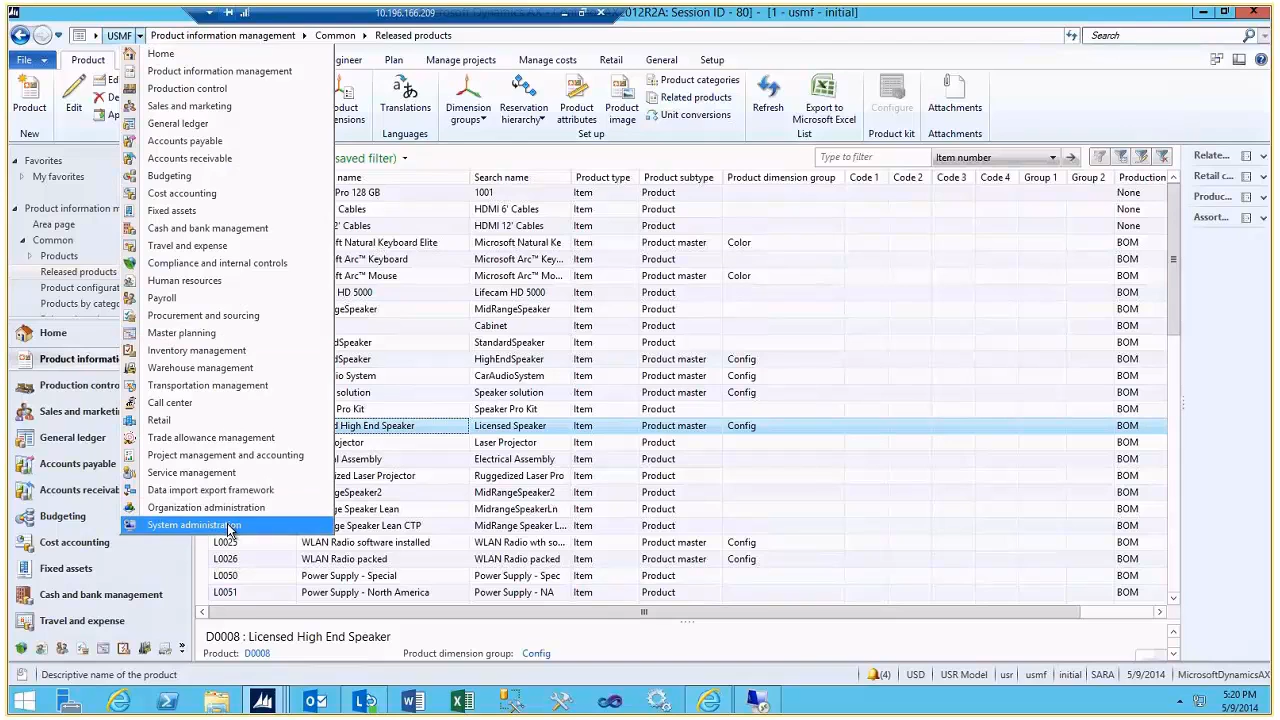 10.196.166.209
Microsoft DynamicsAX 2012R2A: Session ID - 80] - [1 - usmf - initial]
USMF Product information management Common Released products
Search
File Product
Engineer Plan Manage projects Manage costs Retail General Setup
Product
New
Edit
Translations
Languages
Dimension groups
Reservation hierarchy
Product attributes
Product image
Product categories
Related products
Unit conversions
Set up
Refresh
Export to Microsoft Excel
List
Configure
Product kit
Attachments
Attachments
Home
Product information management
Production control
Sales and marketing
General ledger
Accounts payable
Accounts receivable
Budgeting
Cost accounting
Fixed assets
Cash and bank management
Travel and expense
Compliance and internal controls
Human resources
Payroll
Procurement and sourcing
Master planning
Inventory management
Warehouse management
Transportation management
Call center
Retail
Trade allowance management
Project management and accounting
Service management
Data import export framework
Organization administration
System administration
Favorites
My favorites
Product information m
Area page
Common
Products
Released products
Product configurat
Products by catego
Home
Product informati
Production contro
Sales and marketin
General ledger
Accounts payable
Accounts receivab
Budgeting
Cost accounting
Fixed assets
Cash and bank management
Travel and expense
saved filter)
Type to filter
Item number
name Search name Product type Product subtype Product dimension group Code 1 Code 2 Code 3 Code 4 Group 1 Group 2 Production
Pro 128 GB 1001 Item Product None
Cables HDMI 6' Cables Item Product None
2' Cables HDMI 12' Cables Item Product None
ft Natural Keyboard Elite Microsoft Natural Ke Item Product master Color BOM
ft Arc™ Keyboard Microsoft Arc™ Key... Item Product BOM
ft Arc™ Mouse Microsoft Arc™ Mo... Item Product master Color BOM
HD 5000 Lifecam HD 5000 Item Product BOM
geSpeaker MidRangeSpeaker Item Product BOM
Cabinet Item Product BOM
dSpeaker StandardSpeaker Item Product BOM
dSpeaker HighEndSpeaker Item Product master Config BOM
io System CarAudioSystem Item Product master Config BOM
solution Speaker solution Item Product master Config BOM
Pro Kit Speaker Pro Kit Item Product BOM
d High End Speaker Licensed Speaker Item Product master Config BOM
ojector Laser Projector Item Product BOM
al Assembly Electrical Assembly Item Product BOM
dized Laser Projector Ruggedized Laser Pro Item Product BOM
geSpeaker2 MidRangeSpeaker2 Item Product BOM
ge Speaker Lean MidRangeSpeakerL Item Product BOM
ge Speaker Lean CTP MidRangeSpeakerL Item Product BOM
L0025 WLAN Radio software installed WLAN Radio wth so... Item Product master Config BOM
L0026 WLAN Radio packed WLAN Radio packed Item Product master Config BOM
L0050 Power Supply - Special Power Supply - Spec Item Product BOM
L0051 Power Supply - North America Power Supply - NA Item Product BOM
Relate...
Retail c...
Produc...
Assort...
D0008 : Licensed High End Speaker
Product: D0008 Product dimension group: Config
Descriptive name of the product
(4) USD USR Model usr usmf initial SARA 5/9/2014 MicrosoftDynamicsAX
5:20 PM
5/9/2014